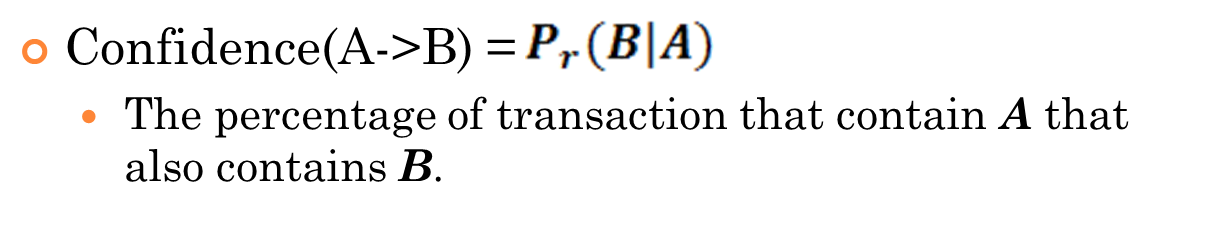 Confidence(A->B) = Pr(B|A)
The percentage of transaction that contain A that
also contains B.